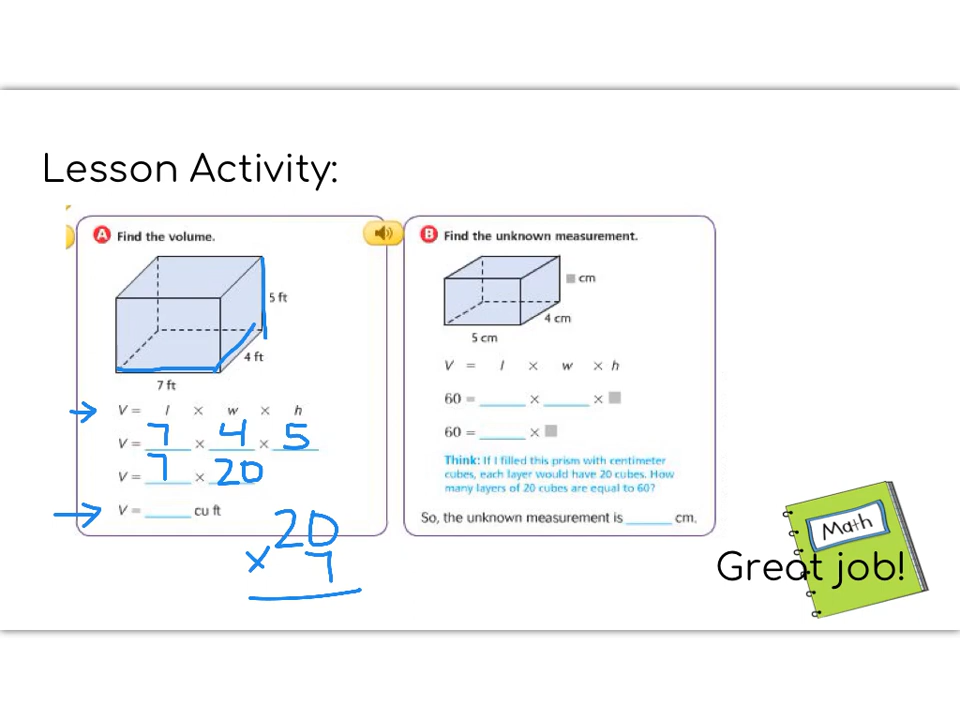 Lesson Activity:
A Find the volume.
5 ft
4 ft
7 ft
V = l × w × h
V = 7 × 4 × 5
V = 7 × 20
V = ______ cu ft
20
× 7
B Find the unknown measurement.
■ cm
4 cm
5 cm
V = l × w × h
60 = ______ × ______ × ■
60 = ______ × ■
Think: If I filled this prism with centimeter
cubes, each layer would have 20 cubes. How
many layers of 20 cubes are equal to 60?
So, the unknown measurement is ______ cm.
Math
Great job!